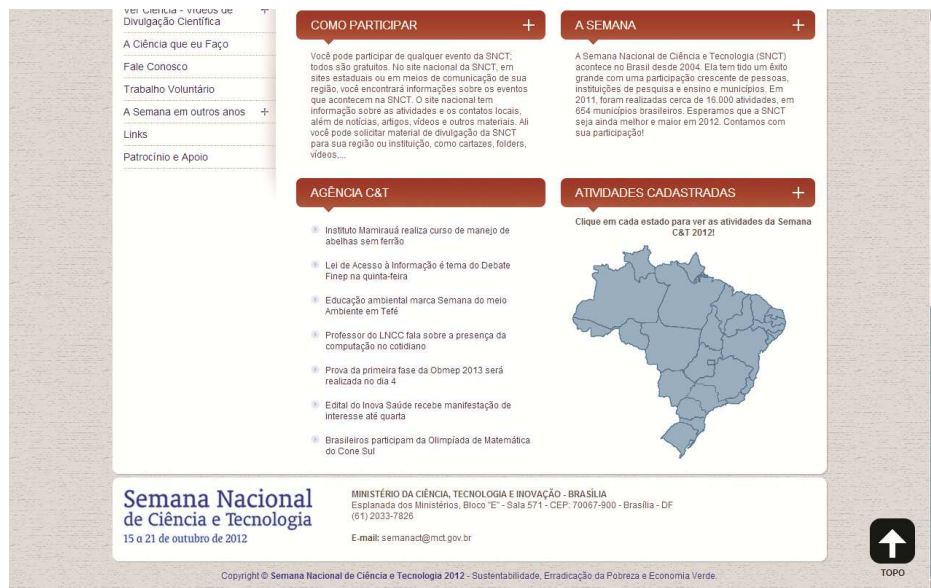 Ver Ciência - Vídeos de
Divulgação Científica
A Ciência que eu Faço
Fale Conosco
Trabalho Voluntário
A Semana em outros anos
Links
Patrocínio e Apoio
COMO PARTICIPAR
Você pode participar de qualquer evento da SNCT;
todos são gratuitos. No site nacional da SNCT, em
sites estaduais ou em meios de comunicação de sua
região, você encontrará informações sobre os eventos
que acontecem na SNCT. O site nacional tem
informação sobre as atividades e os contatos locais,
além de notícias, artigos, vídeos e outros materiais. Ali
você pode solicitar material de divulgação da SNCT
para sua região ou instituição, como cartazes, folders,
vídeos,...
A SEMANA
A Semana Nacional de Ciência e Tecnologia (SNCT)
acontece no Brasil desde 2004. Ela tem tido um êxito
grande com uma participação crescente de pessoas,
instituições de pesquisa e ensino e municípios. Em
2011, foram realizadas cerca de 16.000 atividades, em
654 municípios brasileiros. Esperamos que a SNCT
seja ainda melhor e maior em 2012. Contamos com
sua participação!
AGÊNCIA C&T
Instituto Mamirauá realiza curso de manejo de
abelhas sem ferrão
Lei de Acesso à Informação é tema do Debate
Finep na quinta-feira
Educação ambiental marca Semana do meio
Ambiente em Tefé
Professor do LNCC fala sobre a presença da
computação no cotidiano
Prova da primeira fase da Obmep 2013 será
realizada no dia 4
Edital do Inova Saúde recebe manifestação de
interesse até quarta
Brasileiros participam da Olimpíada de Matemática
do Cone Sul
ATIVIDADES CADASTRADAS
Clique em cada estado para ver as atividades da Semana
C&T 2012!
Semana Nacional
de Ciência e Tecnologia
15 a 21 de outubro de 2012
MINISTÉRIO DA CIÊNCIA, TECNOLOGIA E INOVAÇÃO - BRASÍLIA
Esplanada dos Ministérios, Bloco "E" - Sala 571 - CEP: 70067-900 - Brasília - DF
(61) 2033-7826
E-mail: semanact@mct.gov.br
TOPO
Copyright © Semana Nacional de Ciência e Tecnologia 2012 - Sustentabilidade, Erradicação da Pobreza e Economia Verde.